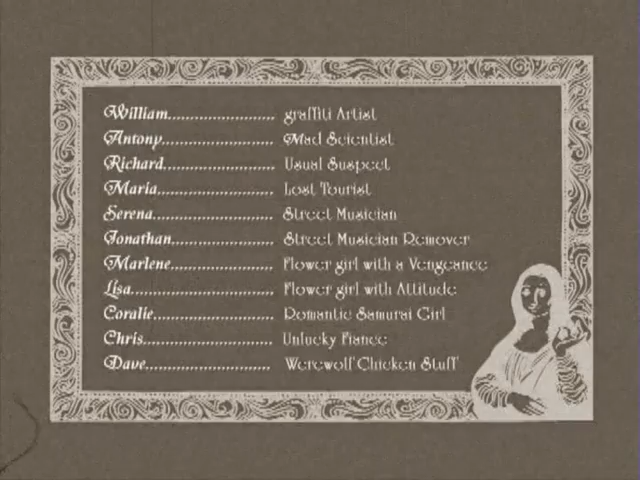 William........................ graffiti Artist
Antony......................... Mad Scientist
Richard........................ Usual Suspect
Maria.......................... Lost Tourist
Serena.......................... Street Musician
Jonathan...................... Street Musician Remover
Marlene....................... Flower girl with a Vengeance
Lisa.............................. Flower girl with Attitude
Coralie......................... Romantic Samurai Girl
Chris............................ Unlucky Fiance
Dave........................... Werewolf Chicken Stuff